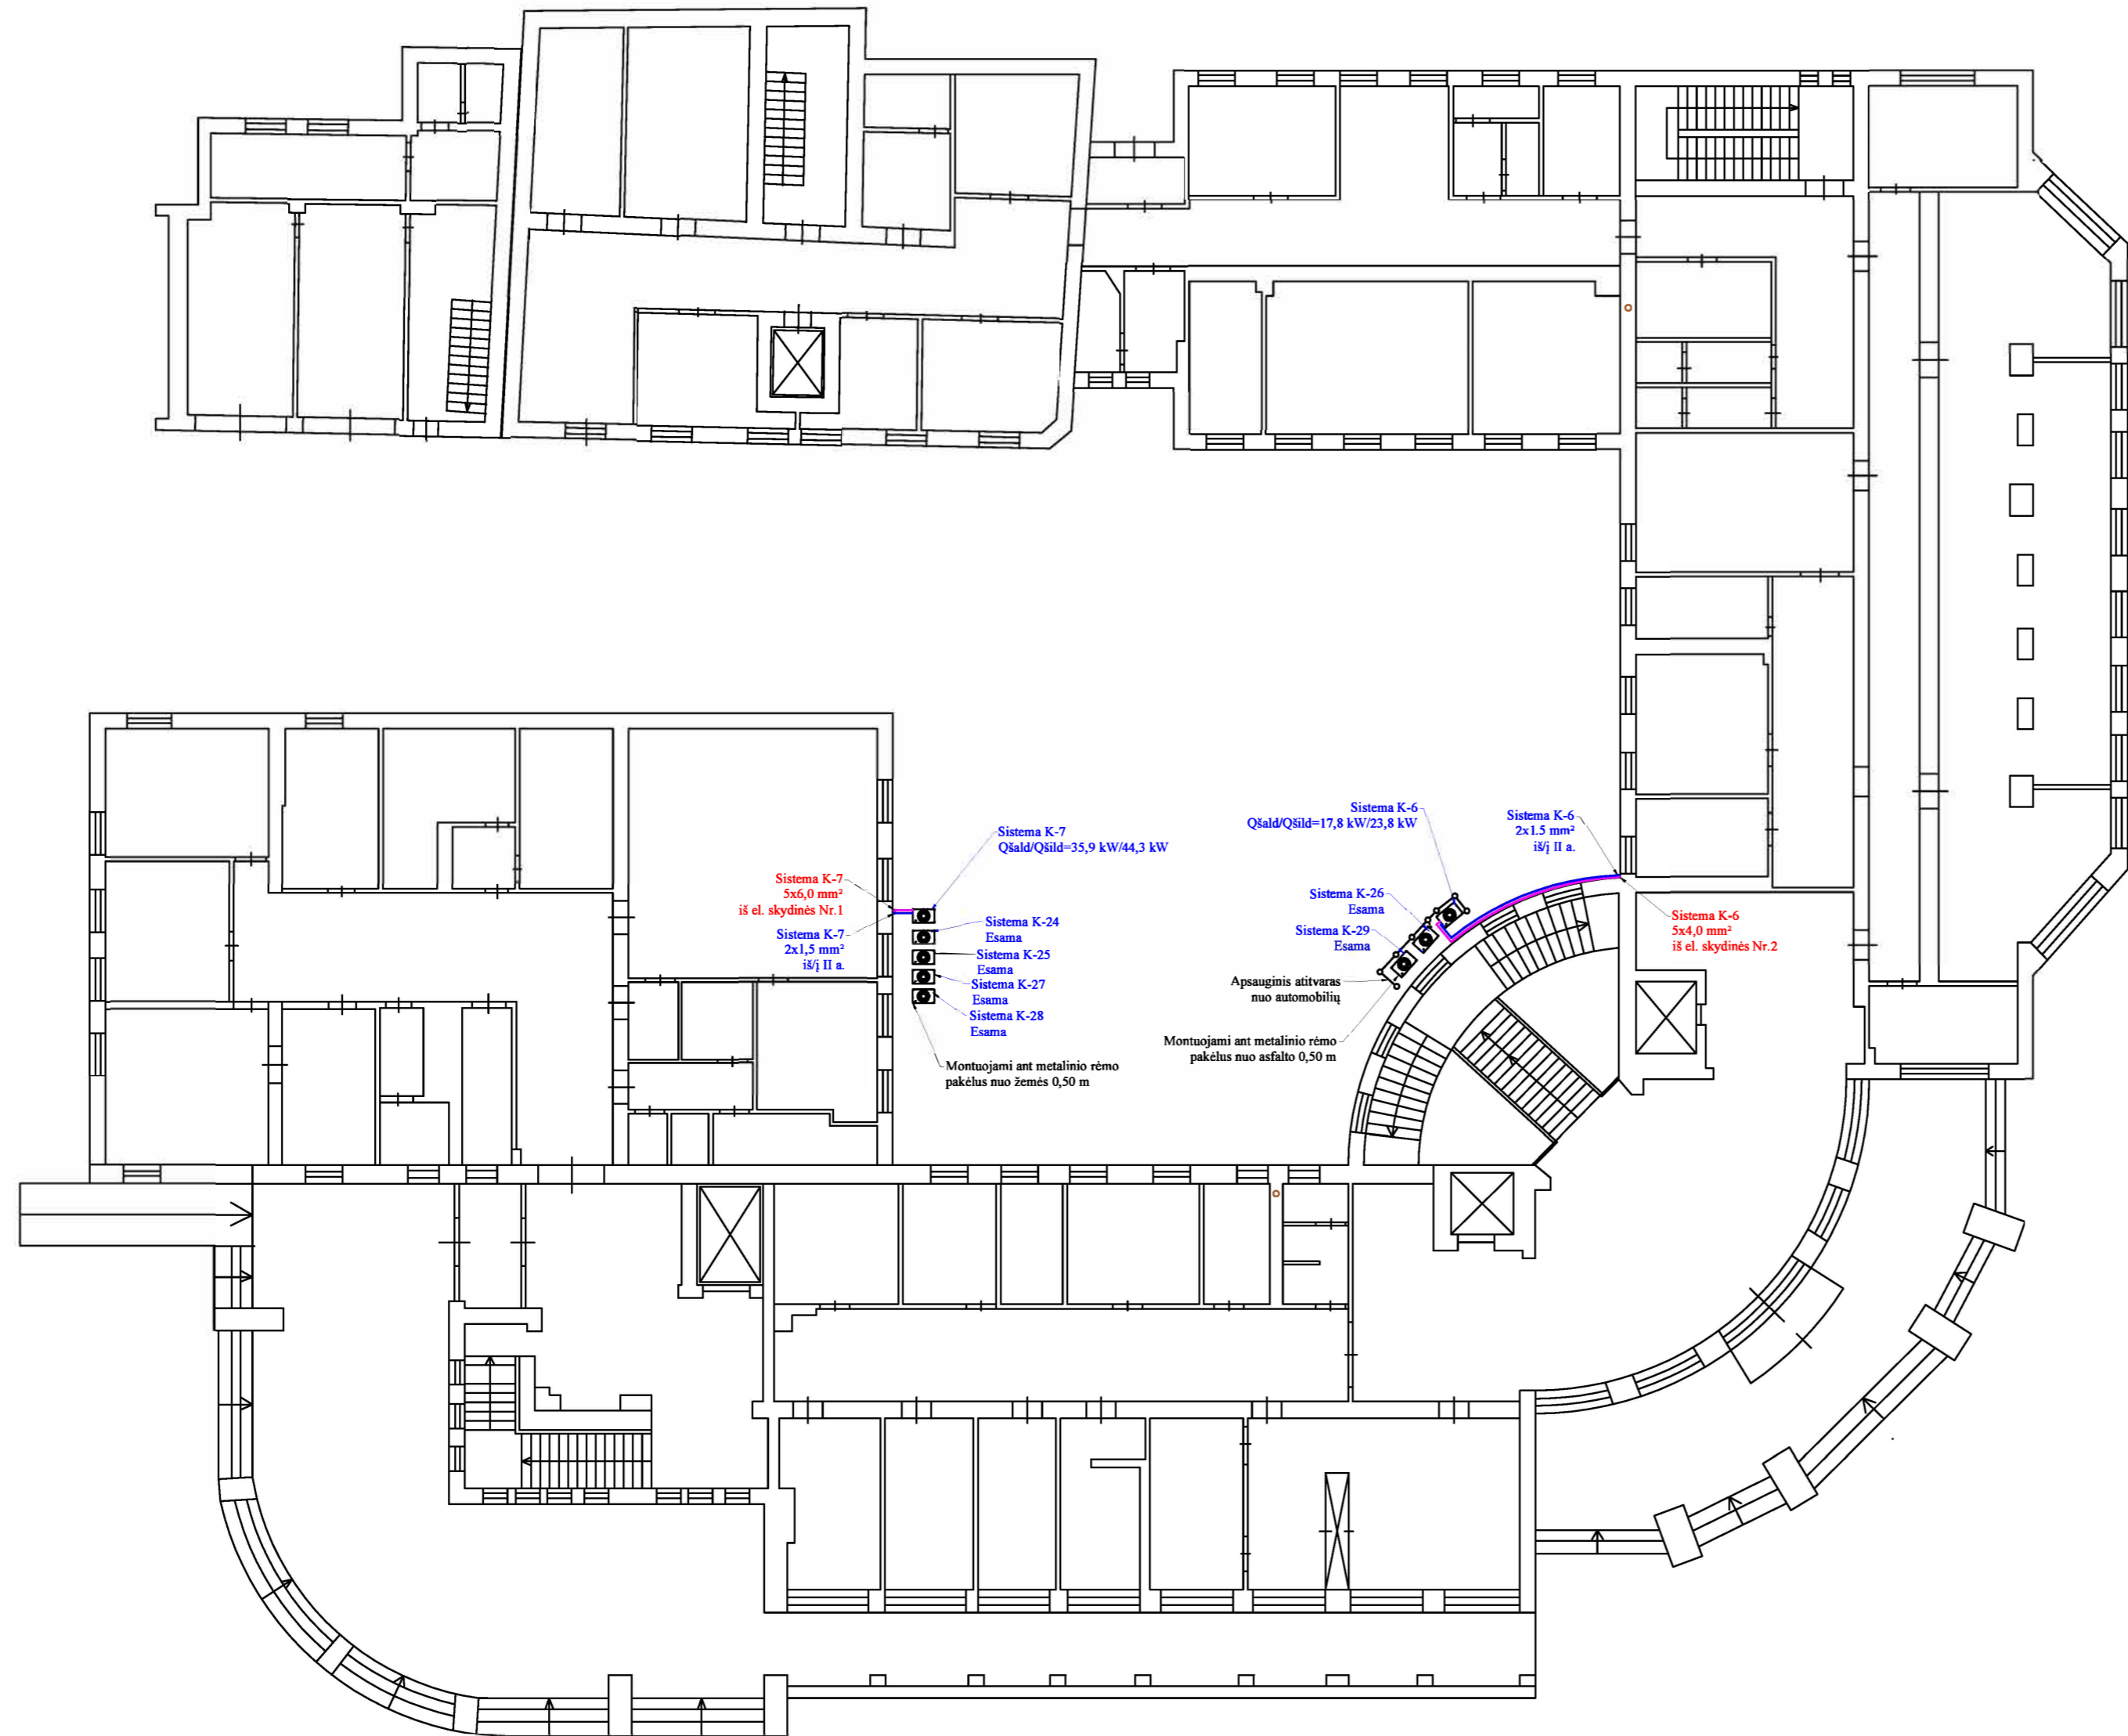 Sistema K-7
Qšald/Qšild=35,9 kW/44,3 kW
Sistema K-7
5x6,0 mm²
iš el. skydinės Nr.1
Sistema K-7
2x1,5 mm²
iš/į II a.
Sistema K-24
Esama
Sistema K-25
Esama
Sistema K-27
Esama
Sistema K-28
Esama
Montuojami ant metalinio rėmo
pakėlus nuo žemės 0,50 m
Sistema K-6
Qšald/Qšild=17,8 kW/23,8 kW
Sistema K-6
2x1.5 mm²
iš/į II a.
Sistema K-26
Esama
Sistema K-29
Esama
Apsauginis atitvaras
nuo automobilių
Montuojami ant metalinio rėmo
pakėlus nuo asfalto 0,50 m
Sistema K-6
5x4,0 mm²
iš el. skydinės Nr.2